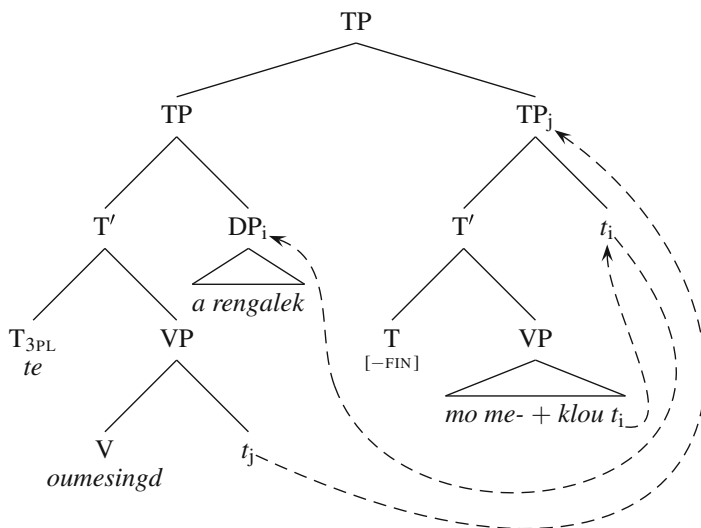 TP
TP TPj
T′ DPi T′ ti
a rengalek
T3PL VP T VP
te [−FIN]
mo me- + klou ti
V tj
oumesingd